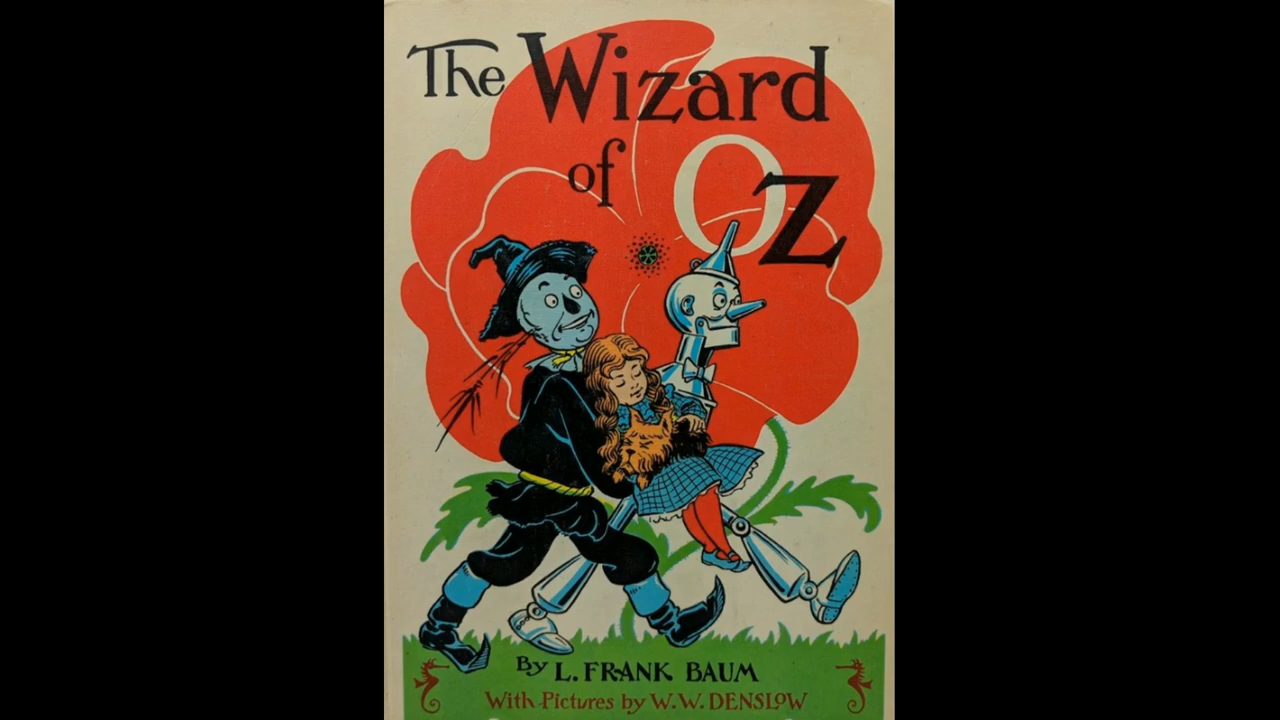 The Wizard
of Oz
By L. FRANK BAUM
With Pictures by W. W. DENSLOW